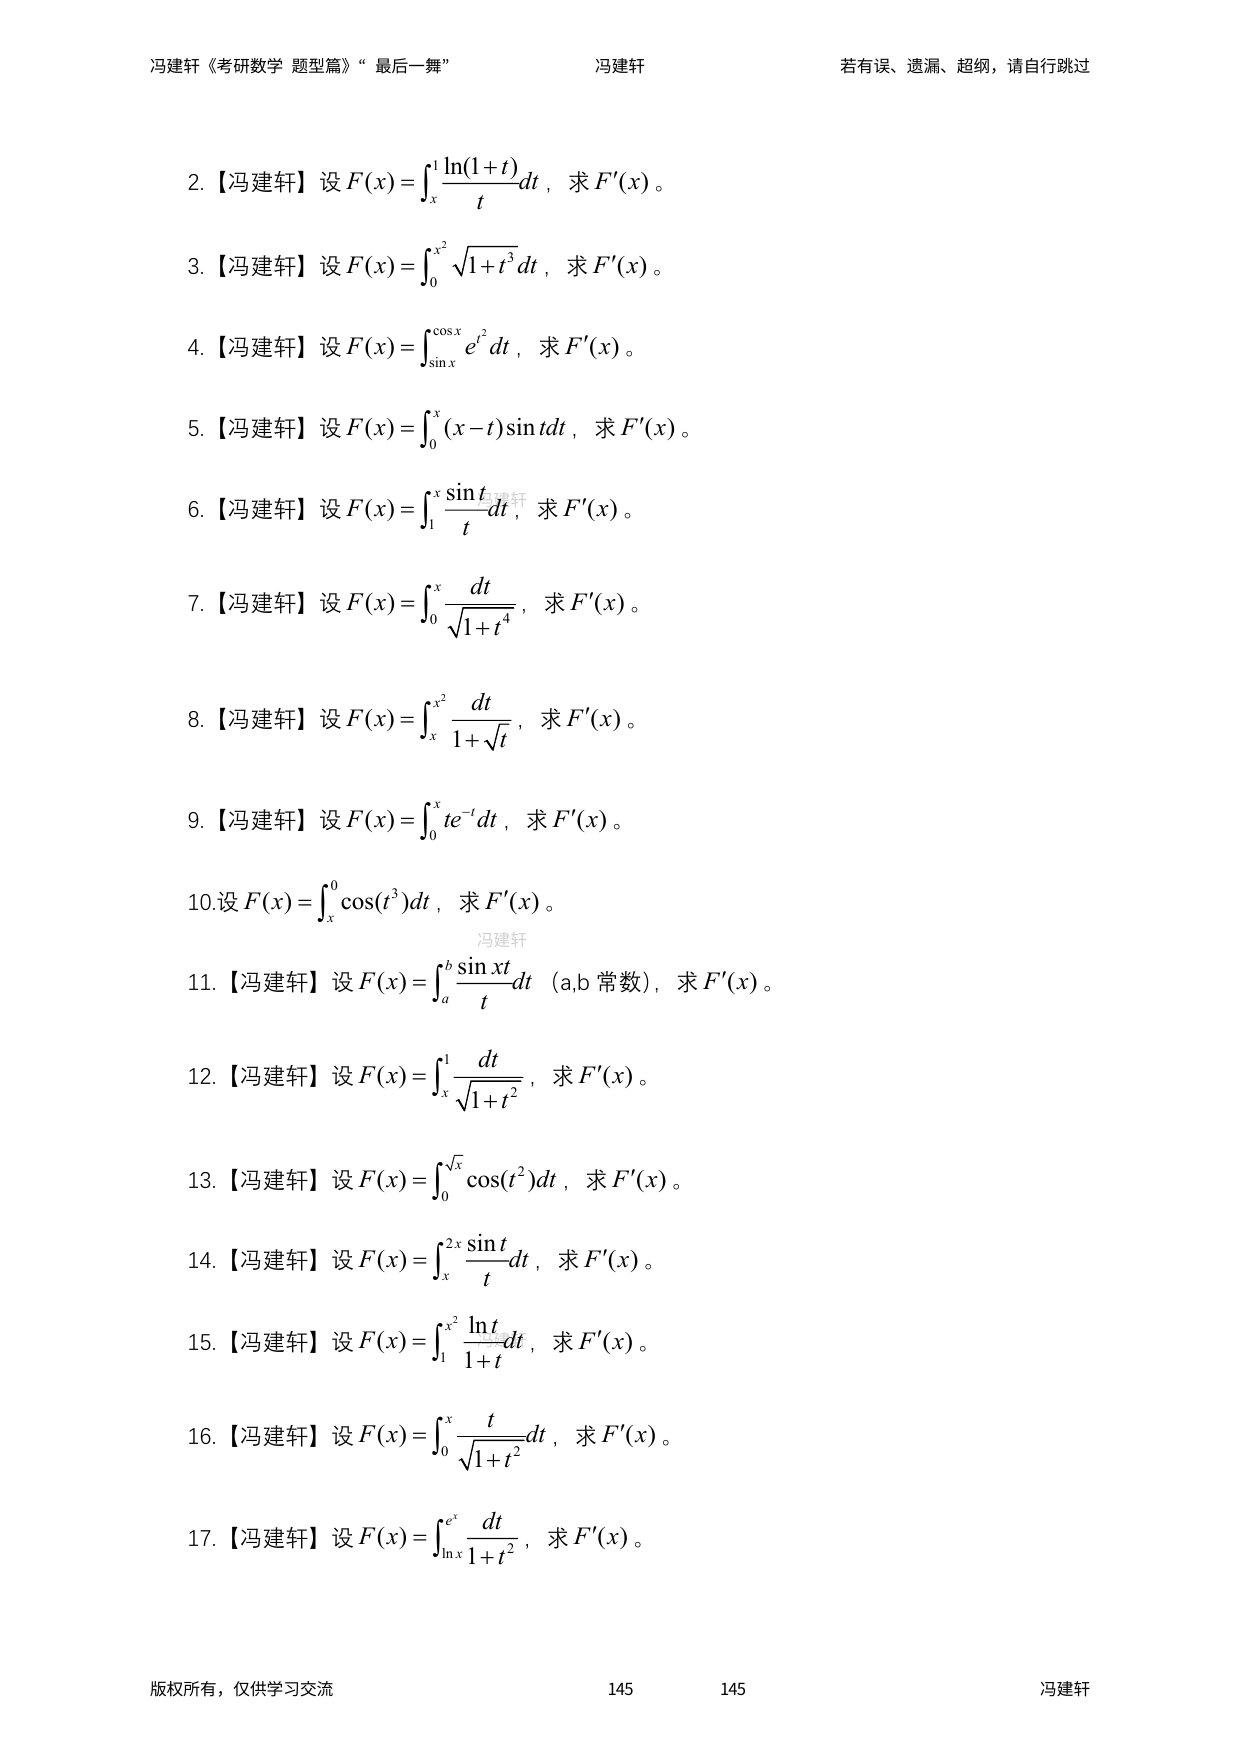 冯建轩《考研数学 题型篇》“ 最后一舞” 冯建轩 若有误、遗漏、超纲，请自行跳过
2.【冯建轩】设 F(x) = ∫_x^1 ln(1+t)/t dt， 求 F′(x) 。
3.【冯建轩】设 F(x) = ∫_0^{x^2} √(1+t^3) dt， 求 F′(x) 。
4.【冯建轩】设 F(x) = ∫_{sin x}^{cos x} e^{t^2} dt， 求 F′(x) 。
5.【冯建轩】设 F(x) = ∫_0^x (x−t)sin tdt， 求 F′(x) 。
6.【冯建轩】设 F(x) = ∫_1^x sin t/t dt， 求 F′(x) 。
冯建轩
7.【冯建轩】设 F(x) = ∫_0^x dt/√(1+t^4)， 求 F′(x) 。
8.【冯建轩】设 F(x) = ∫_x^{x^2} dt/(1+√t)， 求 F′(x) 。
9.【冯建轩】设 F(x) = ∫_0^x te^{−t} dt， 求 F′(x) 。
10.设 F(x) = ∫_x^0 cos(t^3)dt， 求 F′(x) 。
冯建轩
11.【冯建轩】设 F(x) = ∫_a^b sin xt/t dt （a,b 常数）， 求 F′(x) 。
12.【冯建轩】设 F(x) = ∫_x^1 dt/√(1+t^2)， 求 F′(x) 。
13.【冯建轩】设 F(x) = ∫_0^{√x} cos(t^2)dt， 求 F′(x) 。
14.【冯建轩】设 F(x) = ∫_x^{2x} sin t/t dt， 求 F′(x) 。
15.【冯建轩】设 F(x) = ∫_1^{x^2} ln t/(1+t) dt， 求 F′(x) 。
冯建轩
16.【冯建轩】设 F(x) = ∫_0^x t/√(1+t^2) dt， 求 F′(x) 。
17.【冯建轩】设 F(x) = ∫_{ln x}^{e^x} dt/(1+t^2)， 求 F′(x) 。
版权所有，仅供学习交流 145 145 冯建轩